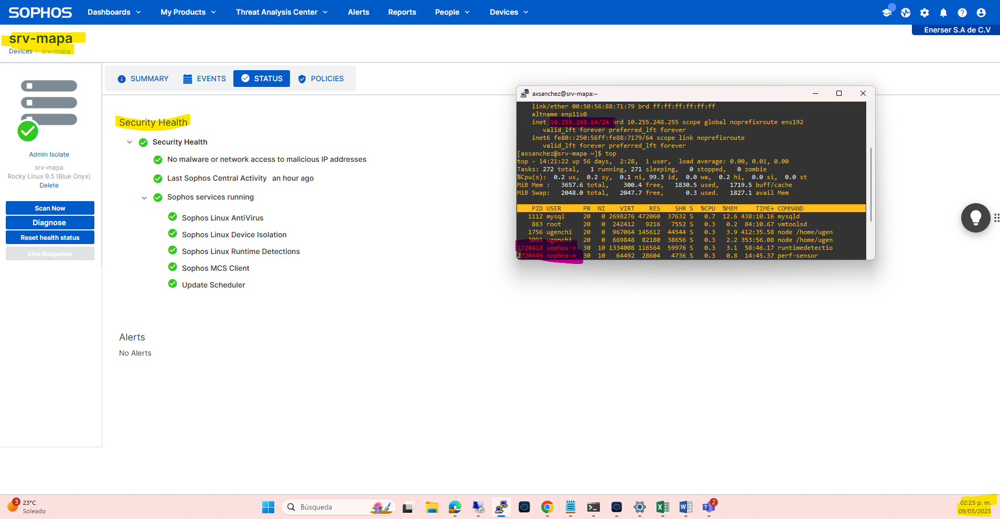 SOPHOS
Dashboards My Products Threat Analysis Center Alerts Reports People Devices
Enerser S.A de C.V
srv-mapa
Devices / srv-mapa
SUMMARY EVENTS STATUS POLICIES
Admin Isolate
srv-mapa
Rocky Linux 9.5 (Blue Onyx)
Delete
Scan Now
Diagnose
Reset health status
Live Response
Security Health
Security Health
No malware or network access to malicious IP addresses
Last Sophos Central Activity an hour ago
Sophos services running
Sophos Linux AntiVirus
Sophos Linux Device Isolation
Sophos Linux Runtime Detections
Sophos MCS Client
Update Scheduler
Alerts
No Alerts
axsanchez@srv-mapa:~
link/ether 00:50:56:88:71:79 brd ff:ff:ff:ff:ff:ff
altname enp11s0
inet 10.255.248.64/24 brd 10.255.248.255 scope global noprefixroute ens192
valid_lft forever preferred_lft forever
inet6 fe80::250:56ff:fe88:7179/64 scope link noprefixroute
valid_lft forever preferred_lft forever
[axsanchez@srv-mapa ~]$ top
top - 14:21:22 up 56 days, 2:28, 1 user, load average: 0.00, 0.01, 0.00
Tasks: 272 total, 1 running, 271 sleeping, 0 stopped, 0 zombie
%Cpu(s): 0.2 us, 0.2 sy, 0.1 ni, 99.3 id, 0.0 wa, 0.2 hi, 0.0 si, 0.0 st
MiB Mem : 3657.6 total, 300.4 free, 1830.5 used, 1719.5 buff/cache
MiB Swap: 2048.0 total, 2047.7 free, 0.3 used. 1827.1 avail Mem
PID USER PR NI VIRT RES SHR S %CPU %MEM TIME+ COMMAND
1112 mysql 20 0 2698276 472060 37632 S 0.7 12.6 438:10.16 mysqld
863 root 20 0 242412 9216 7552 S 0.3 0.2 84:10.67 vmtoolsd
1756 ugenchi 20 0 967064 145612 44544 S 0.3 3.9 412:35.58 node /home/ugen
3091 ugenchi 20 0 669848 82180 38656 S 0.3 2.2 353:56.08 node /home/ugen
2720418 sophos-+ 30 10 1334008 116564 59976 S 0.3 3.1 58:46.17 runtimedetectio
2720449 sophos-+ 30 10 64492 28604 4736 S 0.3 0.8 14:45.37 perf-sensor
3
23°C
Soleado
Búsqueda
2
02:25 p. m.
09/05/2025